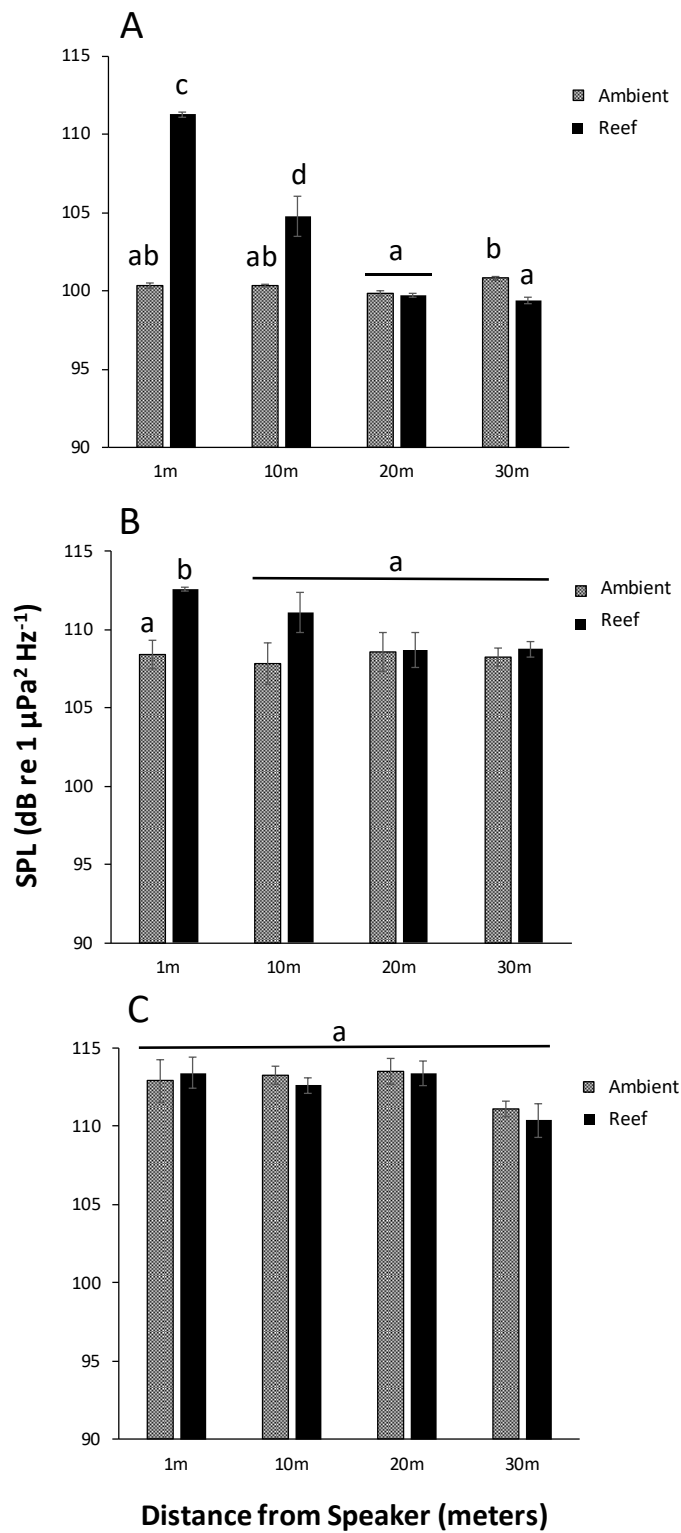 A
115
110
105
100
95
90
c
d
ab
ab
a
b
a
Ambient
Reef
1m
10m
20m
30m
B
115
110
105
100
95
90
a
b
a
Ambient
Reef
1m
10m
20m
30m
SPL (dB re 1 µPa² Hz⁻¹)
C
115
110
105
100
95
90
a
Ambient
Reef
1m
10m
20m
30m
Distance from Speaker (meters)